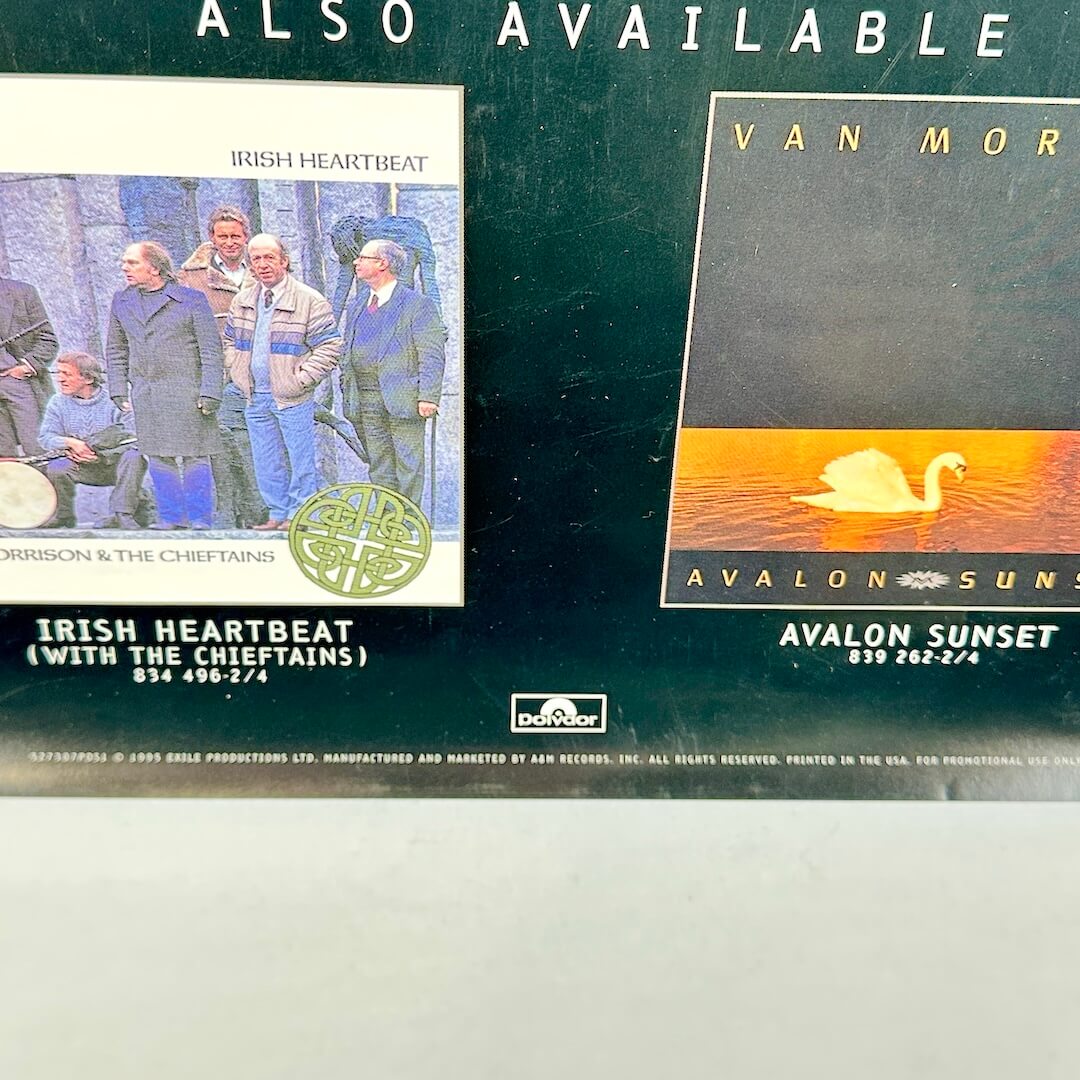 ALSO AVAILABLE
IRISH HEARTBEAT
ORRISON & THE CHIEFTAINS
IRISH HEARTBEAT
(WITH THE CHIEFTAINS)
834 496-2/4
VAN MOR
AVALON SUNS
AVALON SUNSET
839 262-2/4
polydor
© 1995 EXILE PRODUCTIONS LTD. MANUFACTURED AND MARKETED BY A&M RECORDS. INC. ALL RIGHTS RESERVED. PRINTED IN THE USA. FOR PROMOTIONAL USE ONLY